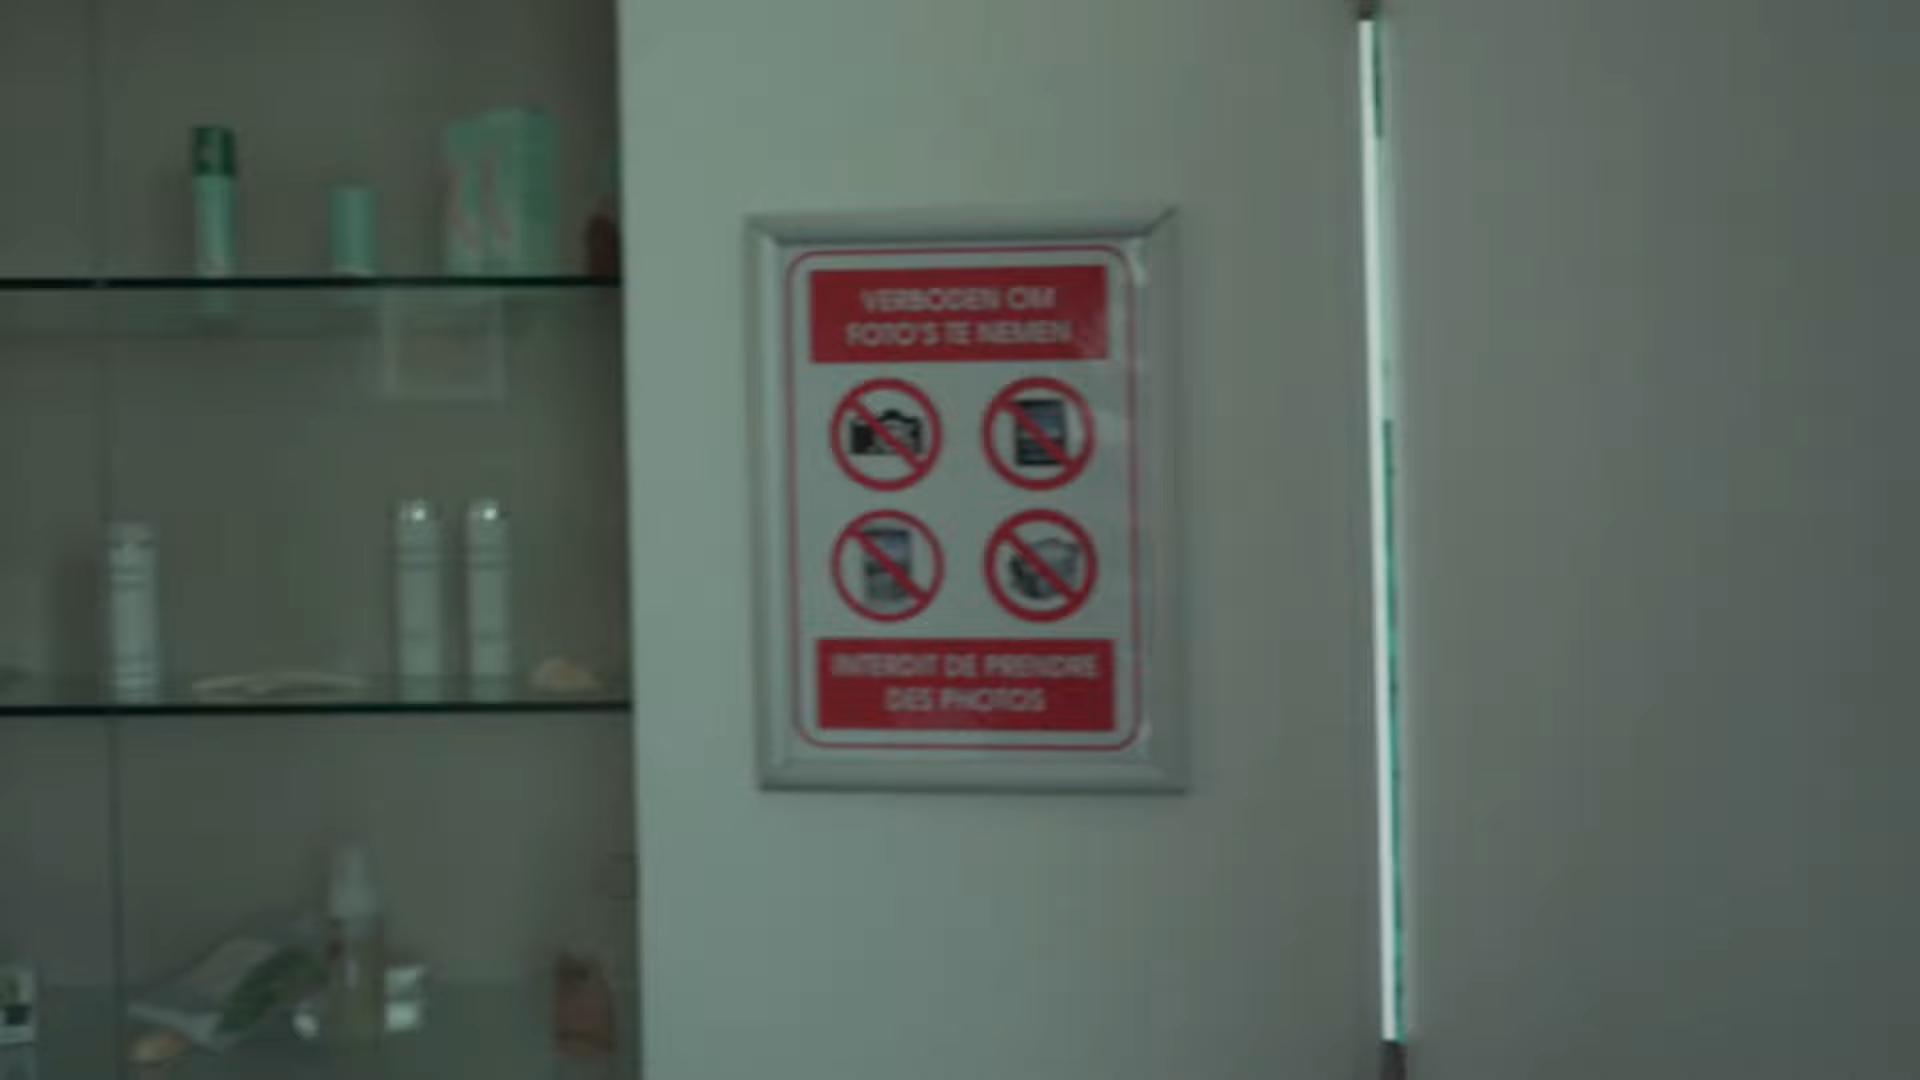 VERBODEN OM
FOTO'S TE NEMEN
INTERDIT DE PRENDRE
DES PHOTOS